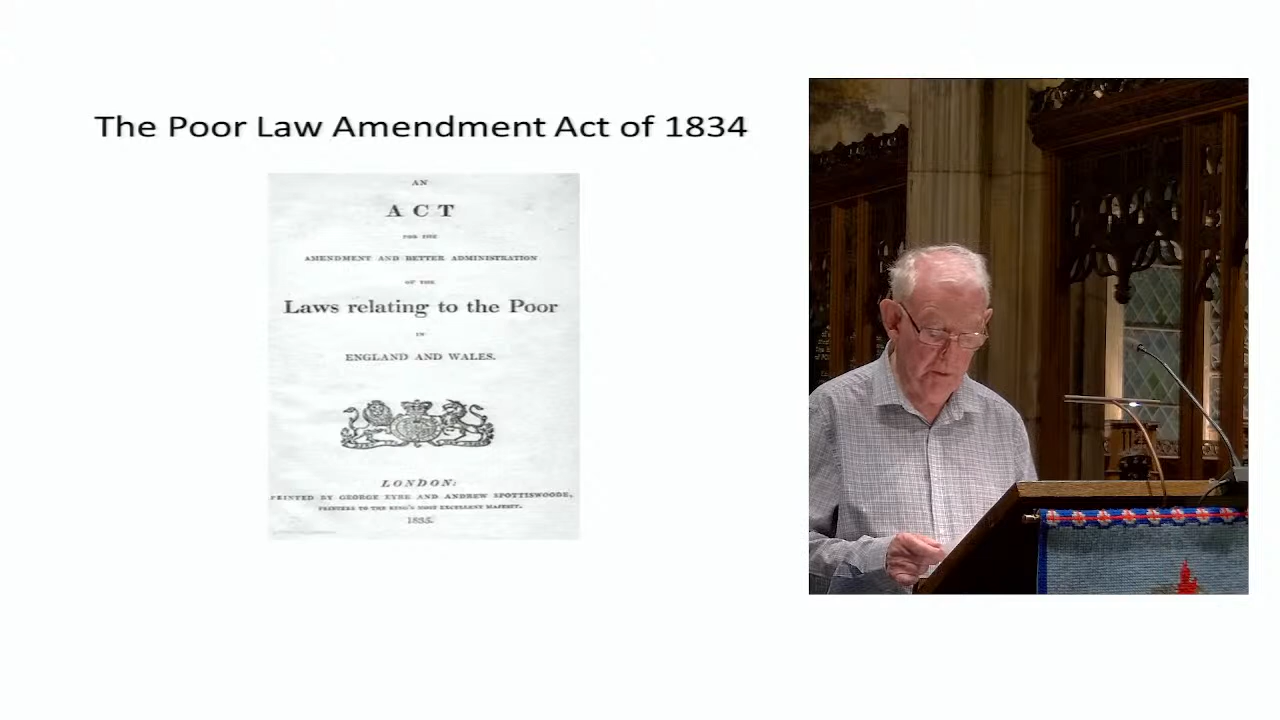 The Poor Law Amendment Act of 1834
AN
ACT
FOR THE
AMENDMENT AND BETTER ADMINISTRATION
OF THE
Laws relating to the Poor
IN
ENGLAND AND WALES.
LONDON:
PRINTED BY GEORGE EYRE AND ANDREW SPOTTISWOODE,
PRINTERS TO THE KING'S MOST EXCELLENT MAJESTY.
1835.